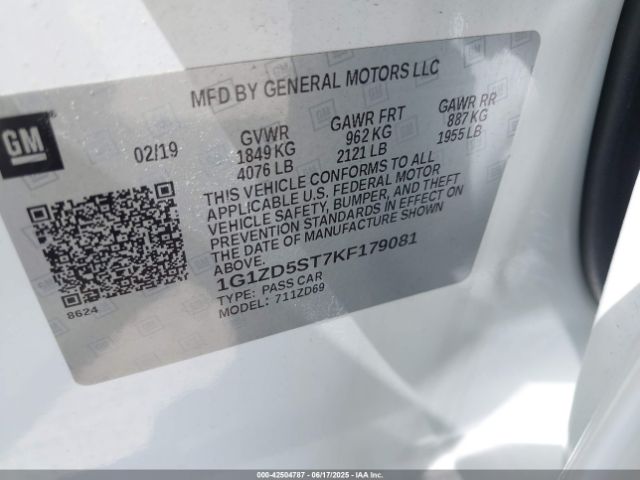 MFD BY GENERAL MOTORS LLC
GM
02/19
GVWR
1849 KG
4076 LB
GAWR FRT
962 KG
2121 LB
GAWR RR
887 KG
1955 LB
THIS VEHICLE CONFORMS TO ALL
APPLICABLE U.S. FEDERAL MOTOR
VEHICLE SAFETY, BUMPER, AND THEFT
PREVENTION STANDARDS IN EFFECT ON
THE DATE OF MANUFACTURE SHOWN
ABOVE.
1G1ZD5ST7KF179081
TYPE: PASS CAR
MODEL: 711ZD69
8624
000-42504787 - 06/17/2025 - IAAI.COM